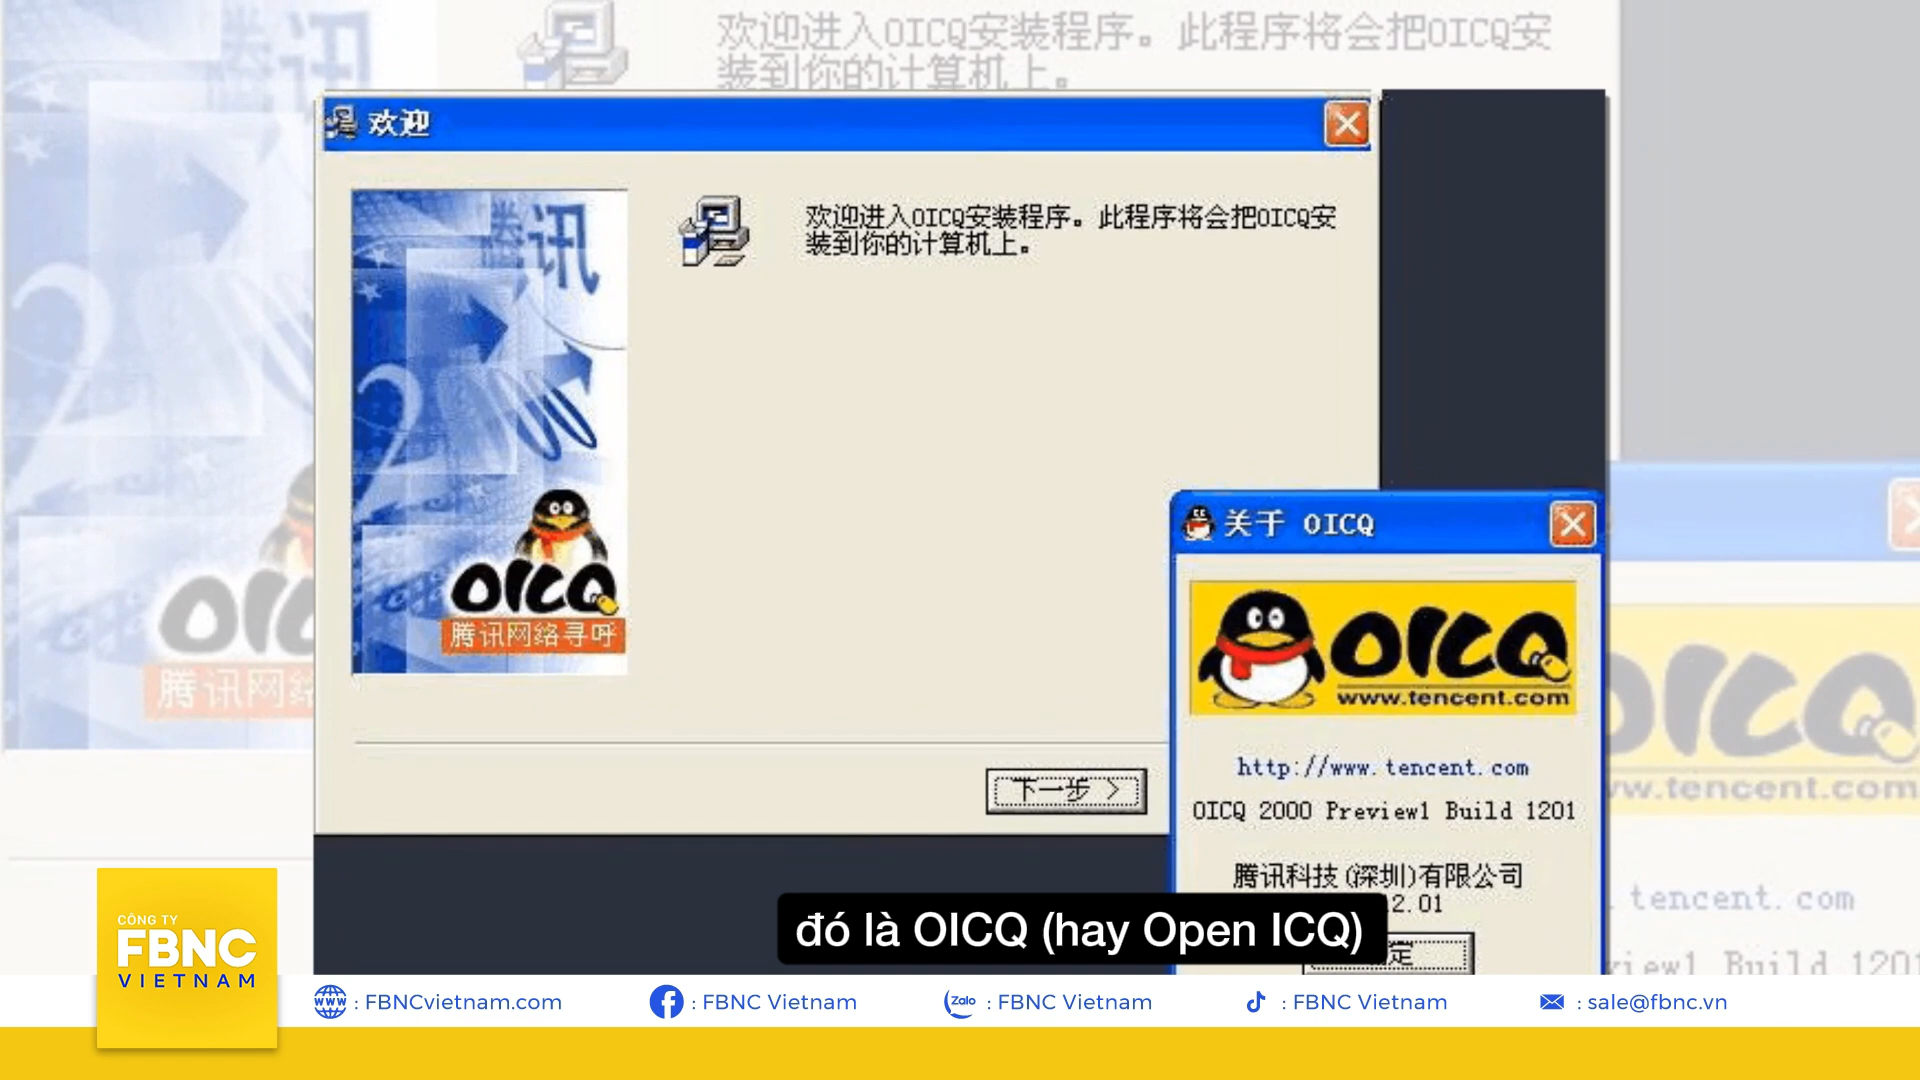 欢迎进入OICQ安装程序。此程序将会把OICQ安
装到你的计算机上。
欢迎
腾讯
2000
欢迎进入OICQ安装程序。此程序将会把OICQ安
装到你的计算机上。
OICQ
腾讯网络寻呼
下一步 >
关于 OICQ
OICQ
www.tencent.com
http://www.tencent.com
OICQ 2000 Preview1 Build 1201
腾讯科技(深圳)有限公司
2.01
定
đó là OICQ (hay Open ICQ)
CÔNG TY
FBNC
VIETNAM
www : FBNCvietnam.com
: FBNC Vietnam
Zalo : FBNC Vietnam
: FBNC Vietnam
: sale@fbnc.vn